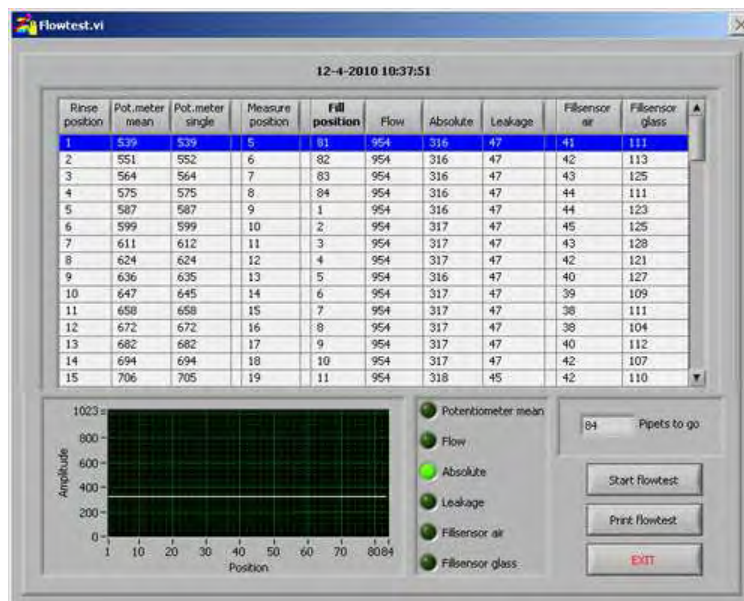 Flowtest.vi
12-4-2010 10:37:51
Rinse position Pot.meter mean Pot.meter single Measure position Fill position Flow Absolute Leakage Fillsensor air Fillsensor glass
1 539 539 5 81 954 316 47 41 111
2 551 552 6 82 954 316 47 42 113
3 564 564 7 83 954 316 47 43 125
4 575 575 8 84 954 316 47 44 111
5 587 587 9 1 954 316 47 44 123
6 599 599 10 2 954 317 47 45 125
7 611 612 11 3 954 317 47 43 128
8 624 624 12 4 954 317 47 42 121
9 636 635 13 5 954 316 47 40 127
10 647 645 14 6 954 317 47 39 109
11 658 658 15 7 954 317 47 38 111
12 672 672 16 8 954 317 47 38 104
13 682 682 17 9 954 317 47 40 112
14 694 694 18 10 954 317 47 42 107
15 706 705 19 11 954 318 45 42 110
1023
800
600
400
200
0
Amplitude
1 10 20 30 40 50 60 70 80 84
Position
Potentiometer mean
Flow
Absolute
Leakage
Fillsensor air
Fillsensor glass
84 Pipets to go
Start flowtest
Print flowtest
EXIT